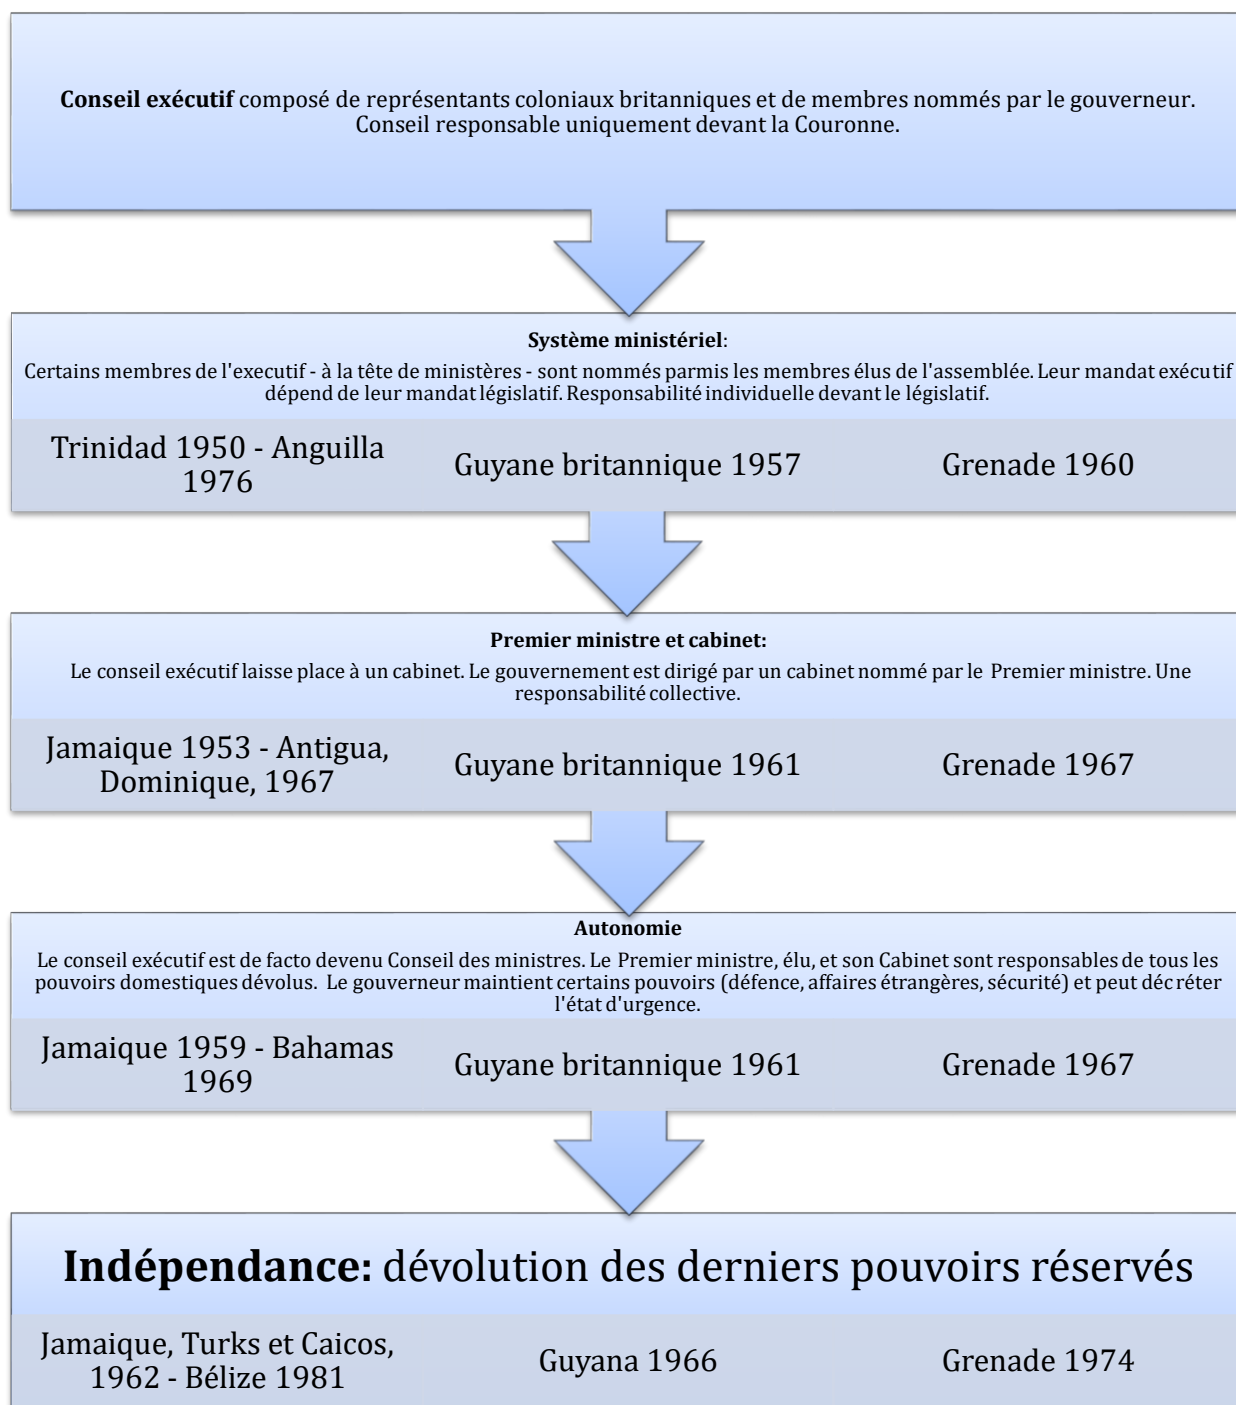 Conseil exécutif composé de représentants coloniaux britanniques et de membres nommés par le gouverneur.
Conseil responsable uniquement devant la Couronne.
Système ministériel:
Certains membres de l'executif - à la tête de ministères - sont nommés parmis les membres élus de l'assemblée. Leur mandat exécutif
dépend de leur mandat législatif. Responsabilité individuelle devant le législatif.
Trinidad 1950 - Anguilla
1976
Guyane britannique 1957
Grenade 1960
Premier ministre et cabinet:
Le conseil exécutif laisse place à un cabinet. Le gouvernement est dirigé par un cabinet nommé par le Premier ministre. Une
responsabilité collective.
Jamaique 1953 - Antigua,
Dominique, 1967
Guyane britannique 1961
Grenade 1967
Autonomie
Le conseil exécutif est de facto devenu Conseil des ministres. Le Premier ministre, élu, et son Cabinet sont responsables de tous les
pouvoirs domestiques dévolus. Le gouverneur maintient certains pouvoirs (défence, affaires étrangères, sécurité) et peut décréter
l'état d'urgence.
Jamaique 1959 - Bahamas
1969
Guyane britannique 1961
Grenade 1967
Indépendance: dévolution des derniers pouvoirs réservés
Jamaique, Turks et Caicos,
1962 - Bélize 1981
Guyana 1966
Grenade 1974